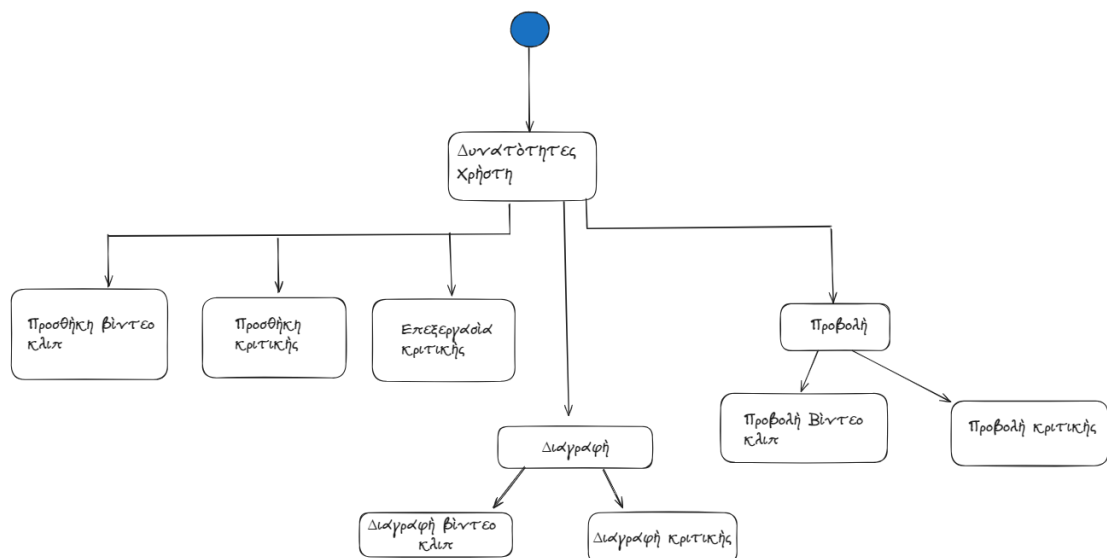 Δυνατότητες
Χρήστη
Προσθήκη βίντεο
κλιπ
Προσθήκη
κριτικής
Επεξεργασία
κριτικής
Προβολή
Προβολή Βίντεο
κλιπ
Προβολή κριτικής
Διαγραφή
Διαγραφή βίντεο
κλιπ
Διαγραφή κριτικής